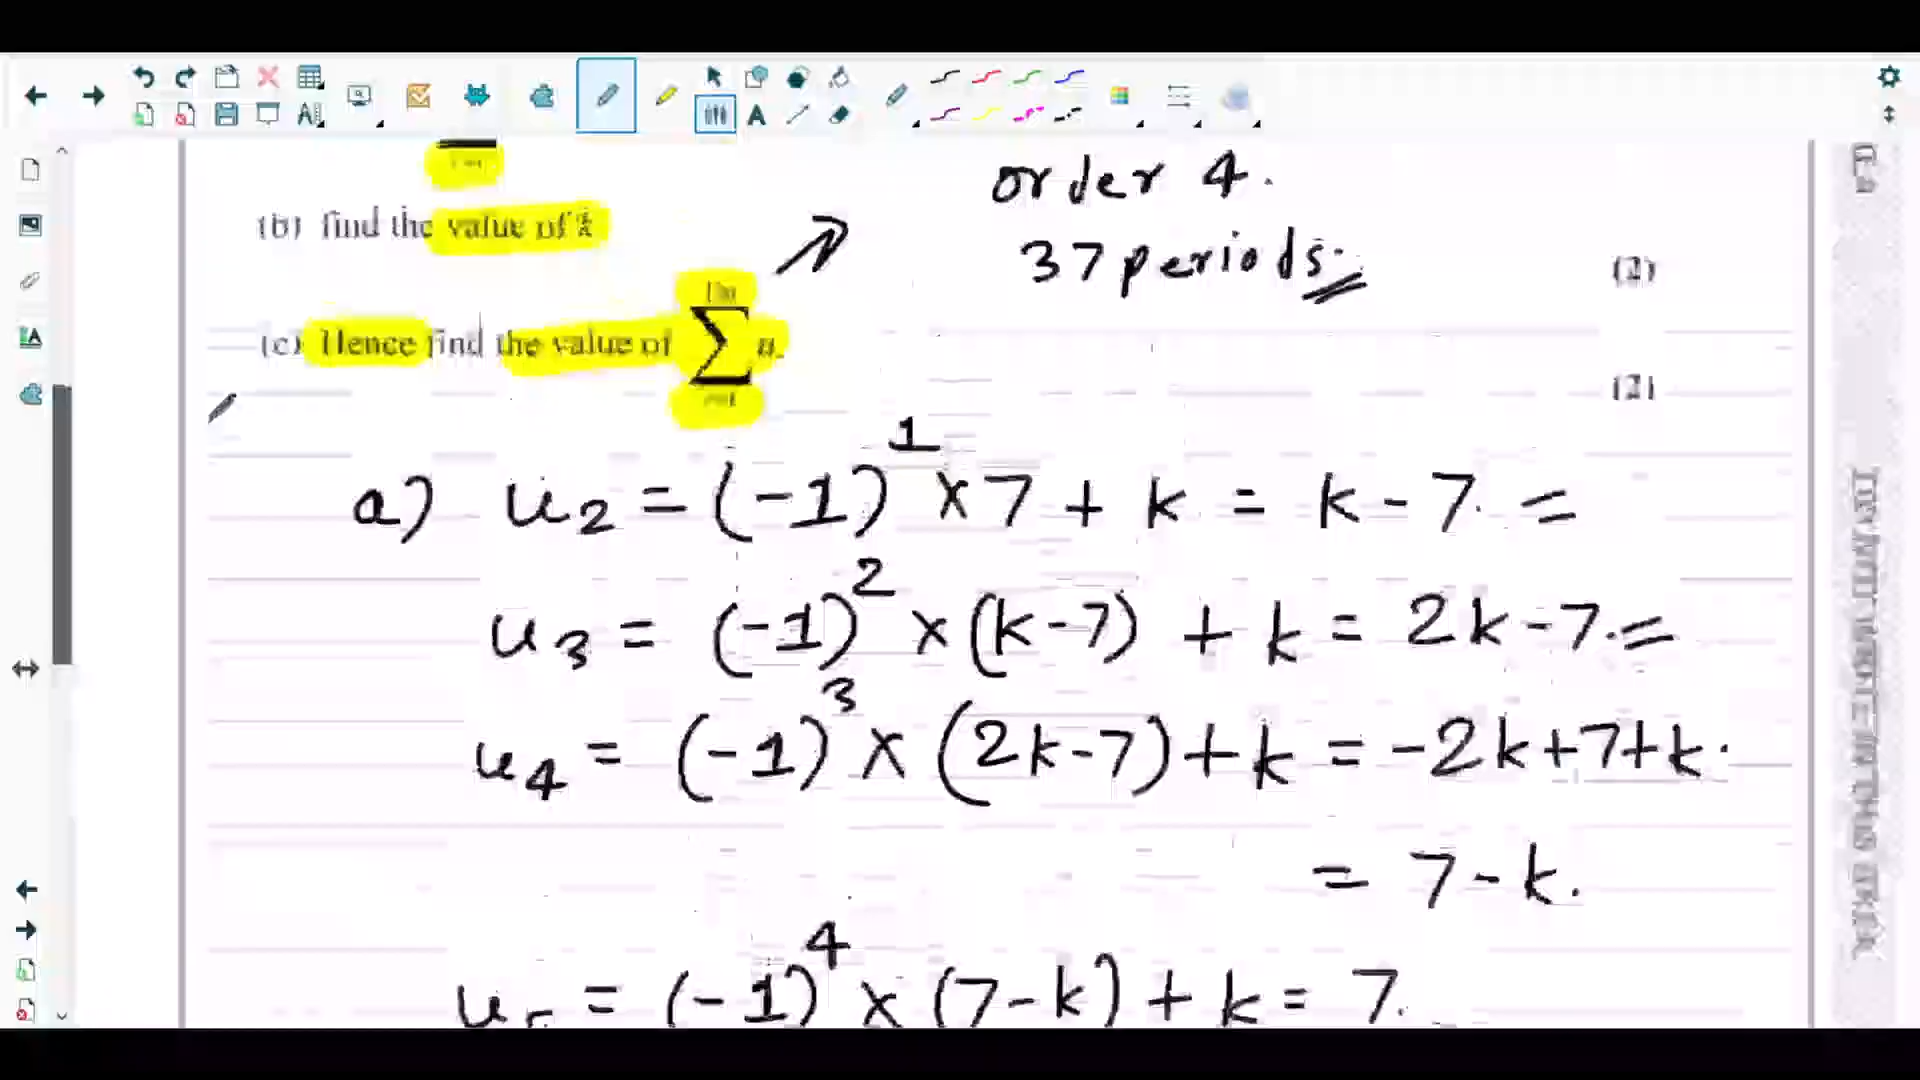 order 4.
(b) find the value of k
37 periods.
(2)
(c) Hence find the value of ∑ u
(2)
a) u₂ = (-1)¹ × 7 + k = k - 7. =
u₃ = (-1)² × (k-7) + k = 2k-7. =
u₄ = (-1)³ × (2k-7) + k = -2k+7+k.
= 7-k.
= (-1)⁴ × (7-k) + k = 7.